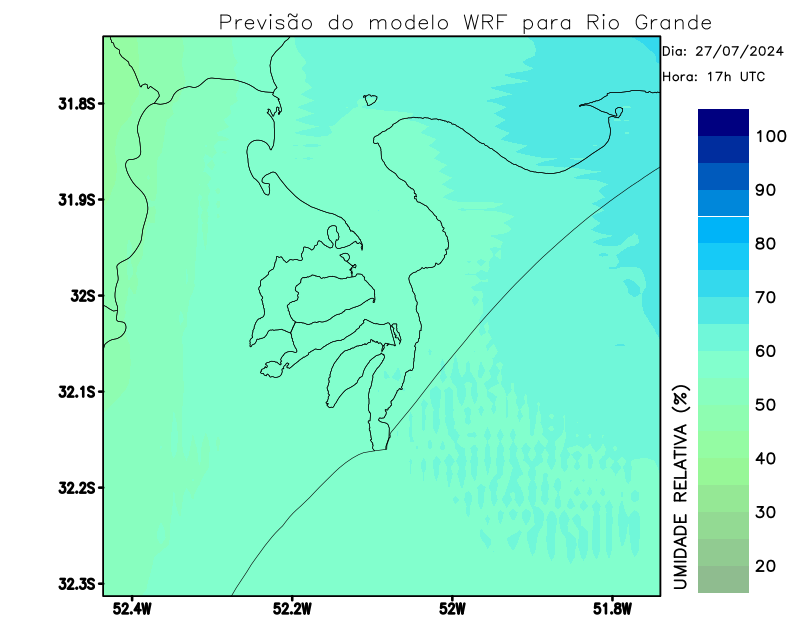 Previsão do modelo WRF para Rio Grande
Dia: 27/07/2024
Hora: 17h UTC
31.8S
31.9S
32S
32.1S
32.2S
32.3S
52.4W
52.2W
52W
51.8W
100
90
80
70
60
50
40
30
20
UMIDADE RELATIVA (%)